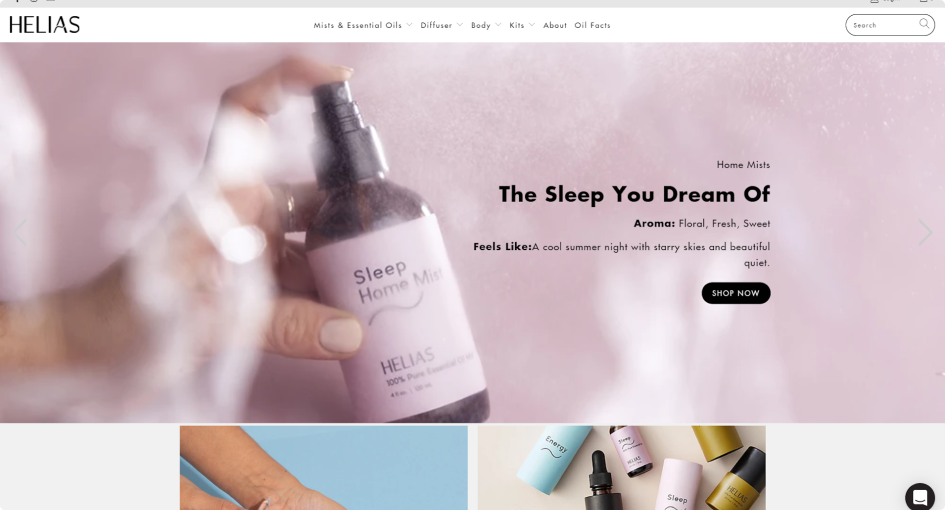 HELIAS
Mists & Essential Oils Diffuser Body Kits About Oil Facts
Search
Home Mists
The Sleep You Dream Of
Aroma: Floral, Fresh, Sweet
Feels Like:A cool summer night with starry skies and beautiful
quiet.
SHOP NOW
Sleep
Home Mist
HELIAS
100% Pure Essential Oil
Energy
Sleep
HELIAS
Sleep
HELIAS